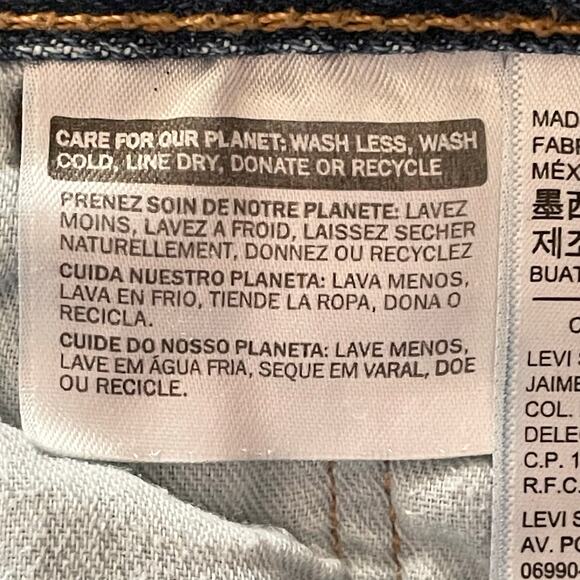 CARE FOR OUR PLANET: WASH LESS, WASH
COLD, LINE DRY, DONATE OR RECYCLE
PRENEZ SOIN DE NOTRE PLANETE: LAVEZ
MOINS, LAVEZ A FROID, LAISSEZ SECHER
NATURELLEMENT, DONNEZ OU RECYCLEZ
CUIDA NUESTRO PLANETA: LAVA MENOS,
LAVA EN FRIO, TIENDE LA ROPA, DONA O
RECICLA.
CUIDE DO NOSSO PLANETA: LAVE MENOS,
LAVE EM ÁGUA FRIA, SEQUE EM VARAL, DOE
OU RECICLE.
MAD
FABR
MÉX
墨西
제조
BUAT
LEVI S
JAIME
COL.
DELE
C.P. 1
R.F.C.
LEVI S
AV. PO
06990-